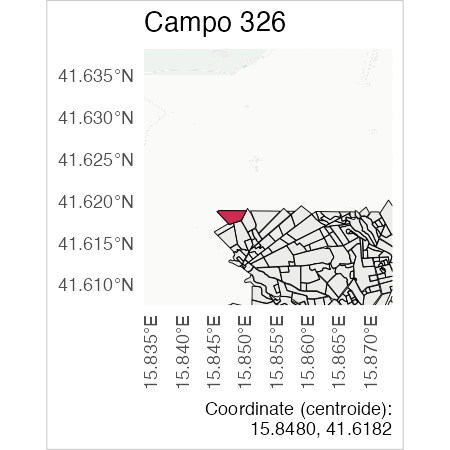 Campo 326
41.635°N
41.630°N
41.625°N
41.620°N
41.615°N
41.610°N
15.835°E
15.840°E
15.845°E
15.850°E
15.855°E
15.860°E
15.865°E
15.870°E
Coordinate (centroide):
15.8480, 41.6182